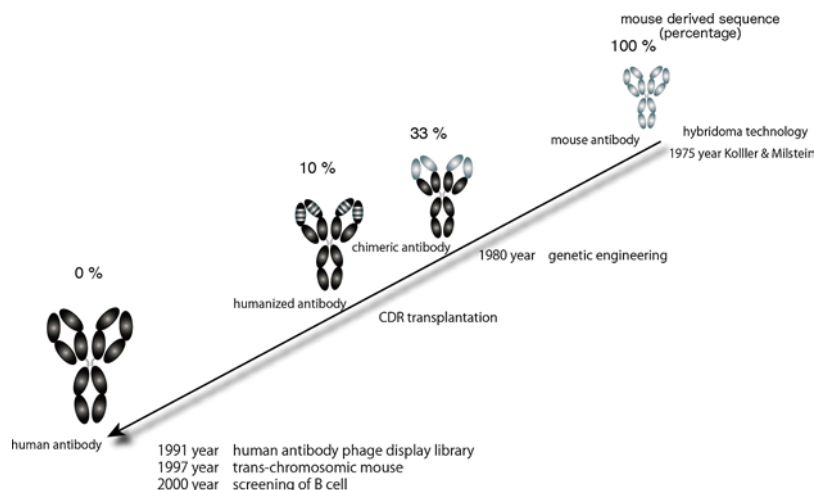 mouse derived sequence
(percentage)
100 %
mouse antibody
hybridoma technology
1975 year Kolller & Milstein
33 %
chimeric antibody
1980 year genetic engineering
10 %
humanized antibody
CDR transplantation
0 %
human antibody
1991 year human antibody phage display library
1997 year trans-chromosomic mouse
2000 year screening of B cell